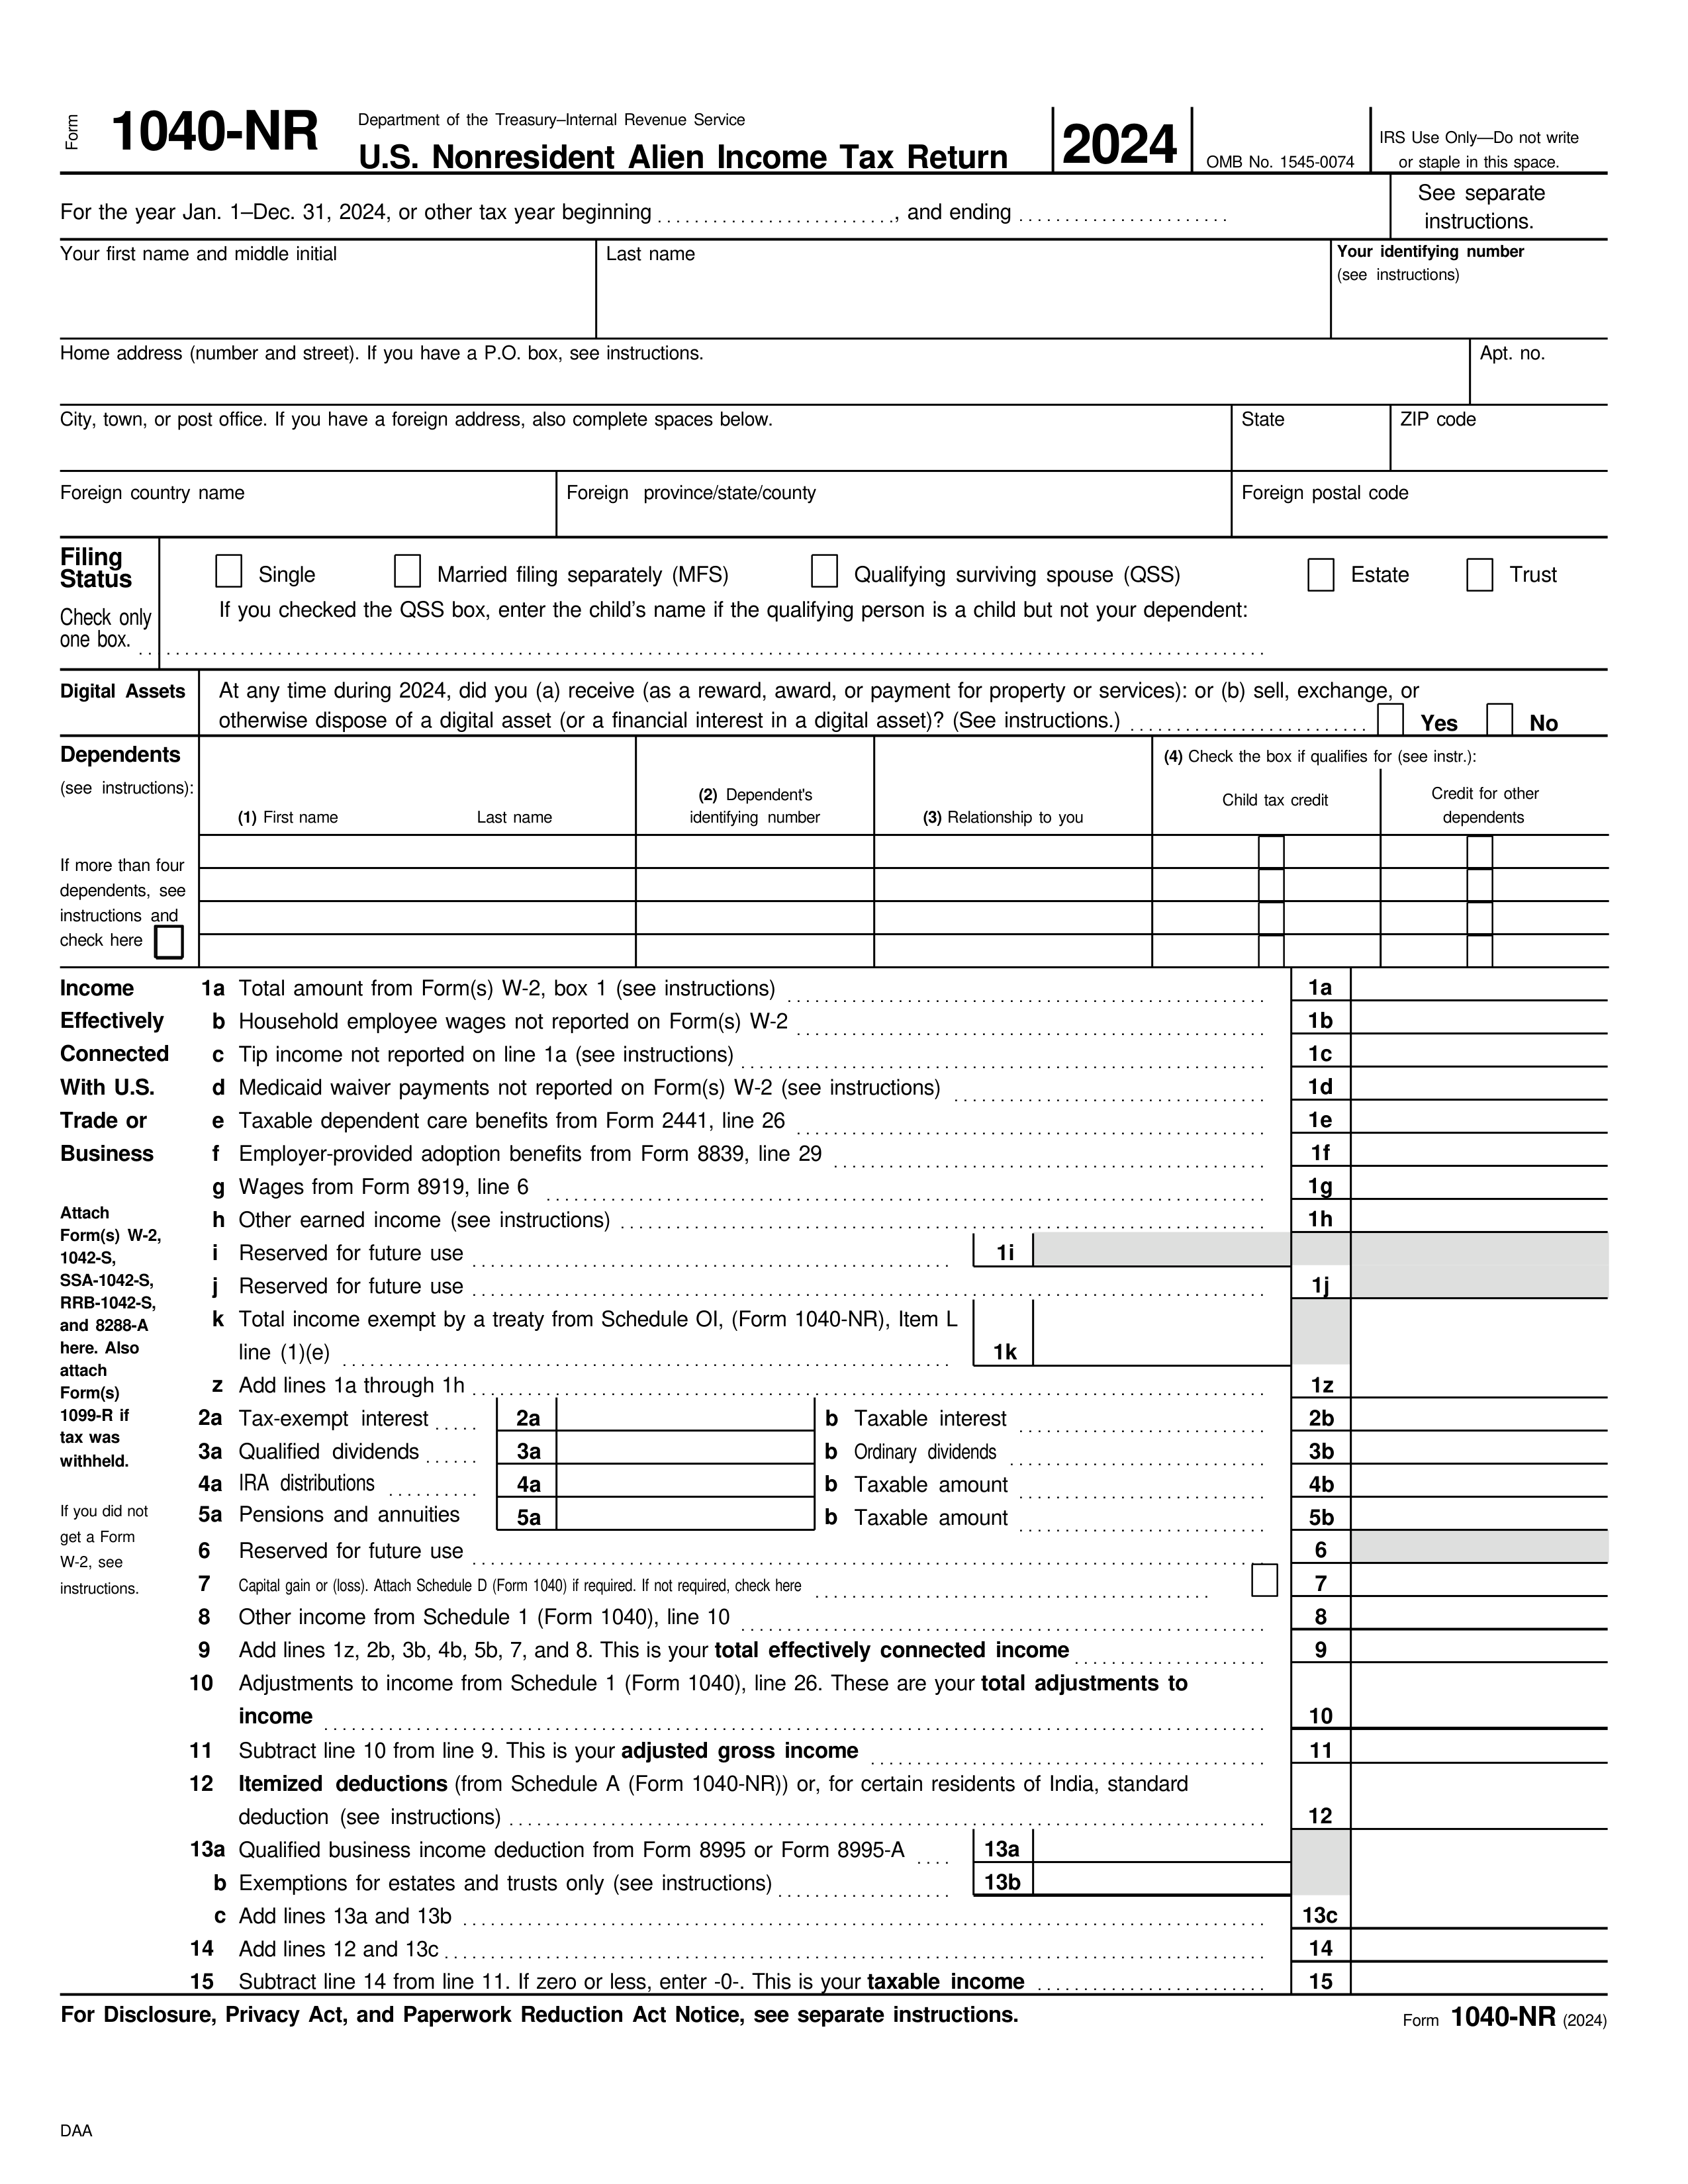 Form 1040-NR
Department of the Treasury–Internal Revenue Service
U.S. Nonresident Alien Income Tax Return
2024
OMB No. 1545-0074
IRS Use Only—Do not write
or staple in this space.
For the year Jan. 1–Dec. 31, 2024, or other tax year beginning , and ending
See separate
instructions.
Your first name and middle initial
Last name
Your identifying number
(see instructions)
Home address (number and street). If you have a P.O. box, see instructions.
Apt. no.
City, town, or post office. If you have a foreign address, also complete spaces below.
State
ZIP code
Foreign country name
Foreign province/state/county
Foreign postal code
Filing
Status
Check only
one box.
Single
Married filing separately (MFS)
Qualifying surviving spouse (QSS)
Estate
Trust
If you checked the QSS box, enter the child's name if the qualifying person is a child but not your dependent:
Digital Assets
At any time during 2024, did you (a) receive (as a reward, award, or payment for property or services): or (b) sell, exchange, or
otherwise dispose of a digital asset (or a financial interest in a digital asset)? (See instructions.)
Yes
No
Dependents
(see instructions):
If more than four
dependents, see
instructions and
check here
(1) First name
Last name
(2) Dependent's
identifying number
(3) Relationship to you
(4) Check the box if qualifies for (see instr.):
Child tax credit
Credit for other
dependents
Income
Effectively
Connected
With U.S.
Trade or
Business
Attach
Form(s) W-2,
1042-S,
SSA-1042-S,
RRB-1042-S,
and 8288-A
here. Also
attach
Form(s)
1099-R if
tax was
withheld.
If you did not
get a Form
W-2, see
instructions.
1a Total amount from Form(s) W-2, box 1 (see instructions) 1a
b Household employee wages not reported on Form(s) W-2 1b
c Tip income not reported on line 1a (see instructions) 1c
d Medicaid waiver payments not reported on Form(s) W-2 (see instructions) 1d
e Taxable dependent care benefits from Form 2441, line 26 1e
f Employer-provided adoption benefits from Form 8839, line 29 1f
g Wages from Form 8919, line 6 1g
h Other earned income (see instructions) 1h
i Reserved for future use 1i
j Reserved for future use 1j
k Total income exempt by a treaty from Schedule OI, (Form 1040-NR), Item L
line (1)(e) 1k
z Add lines 1a through 1h 1z
2a Tax-exempt interest 2a b Taxable interest 2b
3a Qualified dividends 3a b Ordinary dividends 3b
4a IRA distributions 4a b Taxable amount 4b
5a Pensions and annuities 5a b Taxable amount 5b
6 Reserved for future use 6
7 Capital gain or (loss). Attach Schedule D (Form 1040) if required. If not required, check here 7
8 Other income from Schedule 1 (Form 1040), line 10 8
9 Add lines 1z, 2b, 3b, 4b, 5b, 7, and 8. This is your total effectively connected income 9
10 Adjustments to income from Schedule 1 (Form 1040), line 26. These are your total adjustments to
income 10
11 Subtract line 10 from line 9. This is your adjusted gross income 11
12 Itemized deductions (from Schedule A (Form 1040-NR)) or, for certain residents of India, standard
deduction (see instructions) 12
13a Qualified business income deduction from Form 8995 or Form 8995-A 13a
b Exemptions for estates and trusts only (see instructions) 13b
c Add lines 13a and 13b 13c
14 Add lines 12 and 13c 14
15 Subtract line 14 from line 11. If zero or less, enter -0-. This is your taxable income 15
For Disclosure, Privacy Act, and Paperwork Reduction Act Notice, see separate instructions.
Form 1040-NR (2024)
DAA